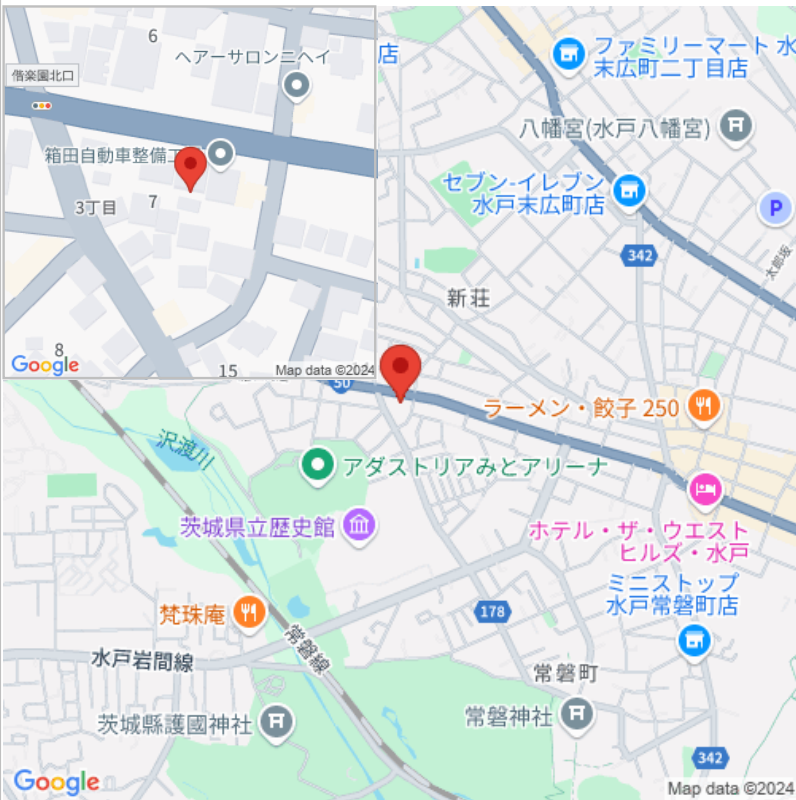 6
ヘアーサロンニヘイ
偕楽園北口
箱田自動車整備工
3丁目
7
8
15
Google
Map data ©2024
店
ファミリーマート 水
末広町二丁目店
八幡宮(水戸八幡宮)
セブン-イレブン
水戸末広町店
P
342
太郎坂
新荘
50
ラーメン・餃子 250
沢渡川
アダストリアみとアリーナ
茨城県立歴史館
ホテル・ザ・ウエスト
ヒルズ・水戸
ミニストップ
水戸常磐町店
178
梵珠庵
常磐線
水戸岩間線
常磐町
茨城縣護國神社
常磐神社
342
Google
Map data ©2024